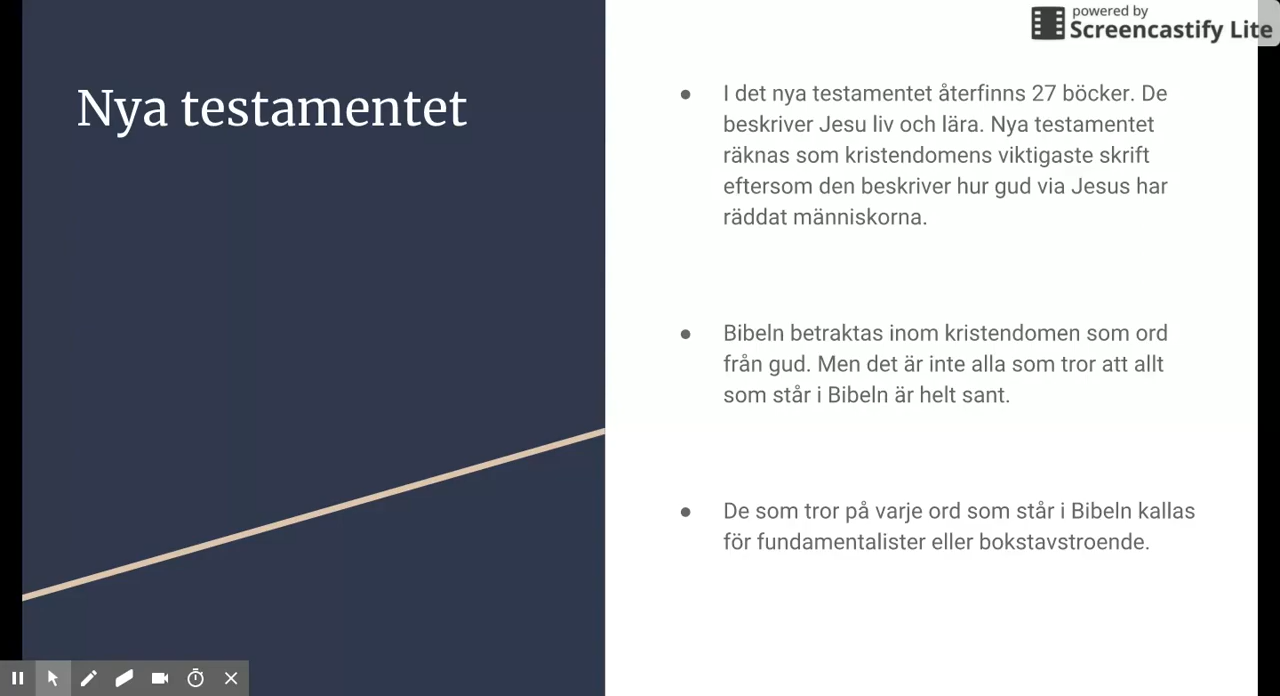 powered by
Screencastify Lite
Nya testamentet
● I det nya testamentet återfinns 27 böcker. De
beskriver Jesu liv och lära. Nya testamentet
räknas som kristendomens viktigaste skrift
eftersom den beskriver hur gud via Jesus har
räddat människorna.
● Bibeln betraktas inom kristendomen som ord
från gud. Men det är inte alla som tror att allt
som står i Bibeln är helt sant.
● De som tror på varje ord som står i Bibeln kallas
för fundamentalister eller bokstavstroende.